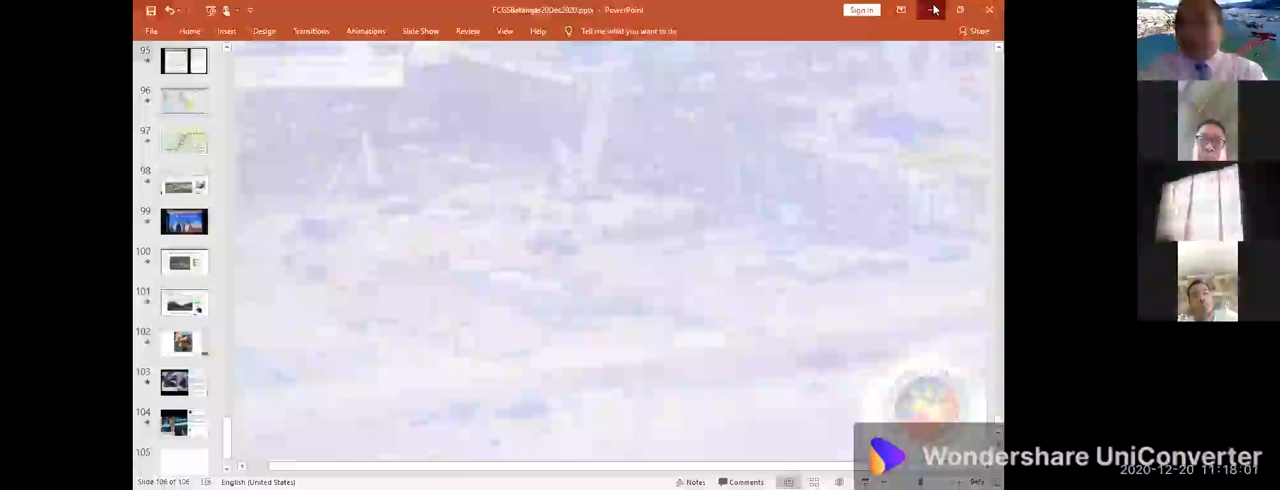 FCGSBatangas20Dec2020.pptx - PowerPoint
Sign in
File Home Insert Design Transitions Animations Slide Show Review View Help Tell me what you want to do
Share
95
96
97
98
99
100
101
102
103
104
105
Wondershare UniConverter
2020-12-20 11:18:01
Slide 106 of 106 English (United States) Notes Comments 94%